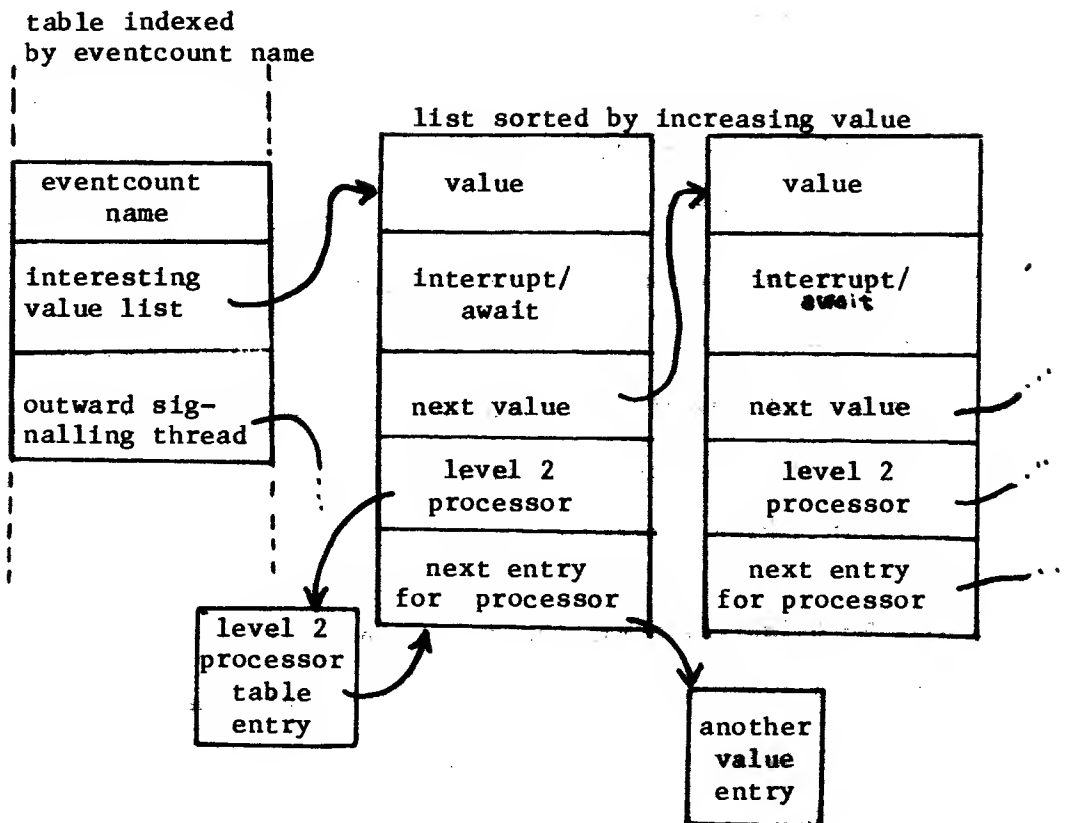 table indexed
by eventcount name
list sorted by increasing value
eventcount
name
interesting
value list
outward sig-
nalling thread
value
interrupt/
await
next value
level 2
processor
next entry
for processor
value
interrupt/
await
next value
level 2
processor
next entry
for processor
level 2
processor
table
entry
another
value
entry